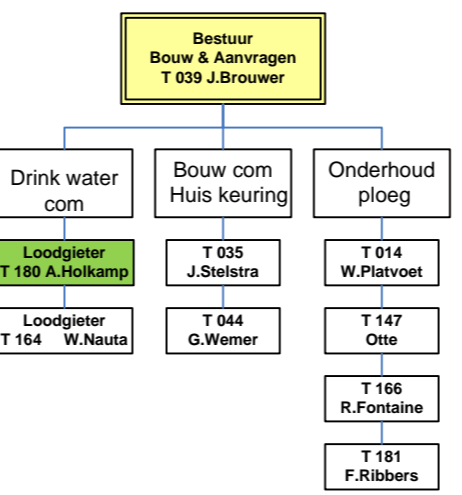 Bestuur
Bouw & Aanvragen
T 039 J.Brouwer
Drink water
com
Loodgieter
T 180 A.Holkamp
Loodgieter
T 164 W.Nauta
Bouw com
Huis keuring
T 035
J.Stelstra
T 044
G.Wemer
Onderhoud
ploeg
T 014
W.Platvoet
T 147
Otte
T 166
R.Fontaine
T 181
F.Ribbers